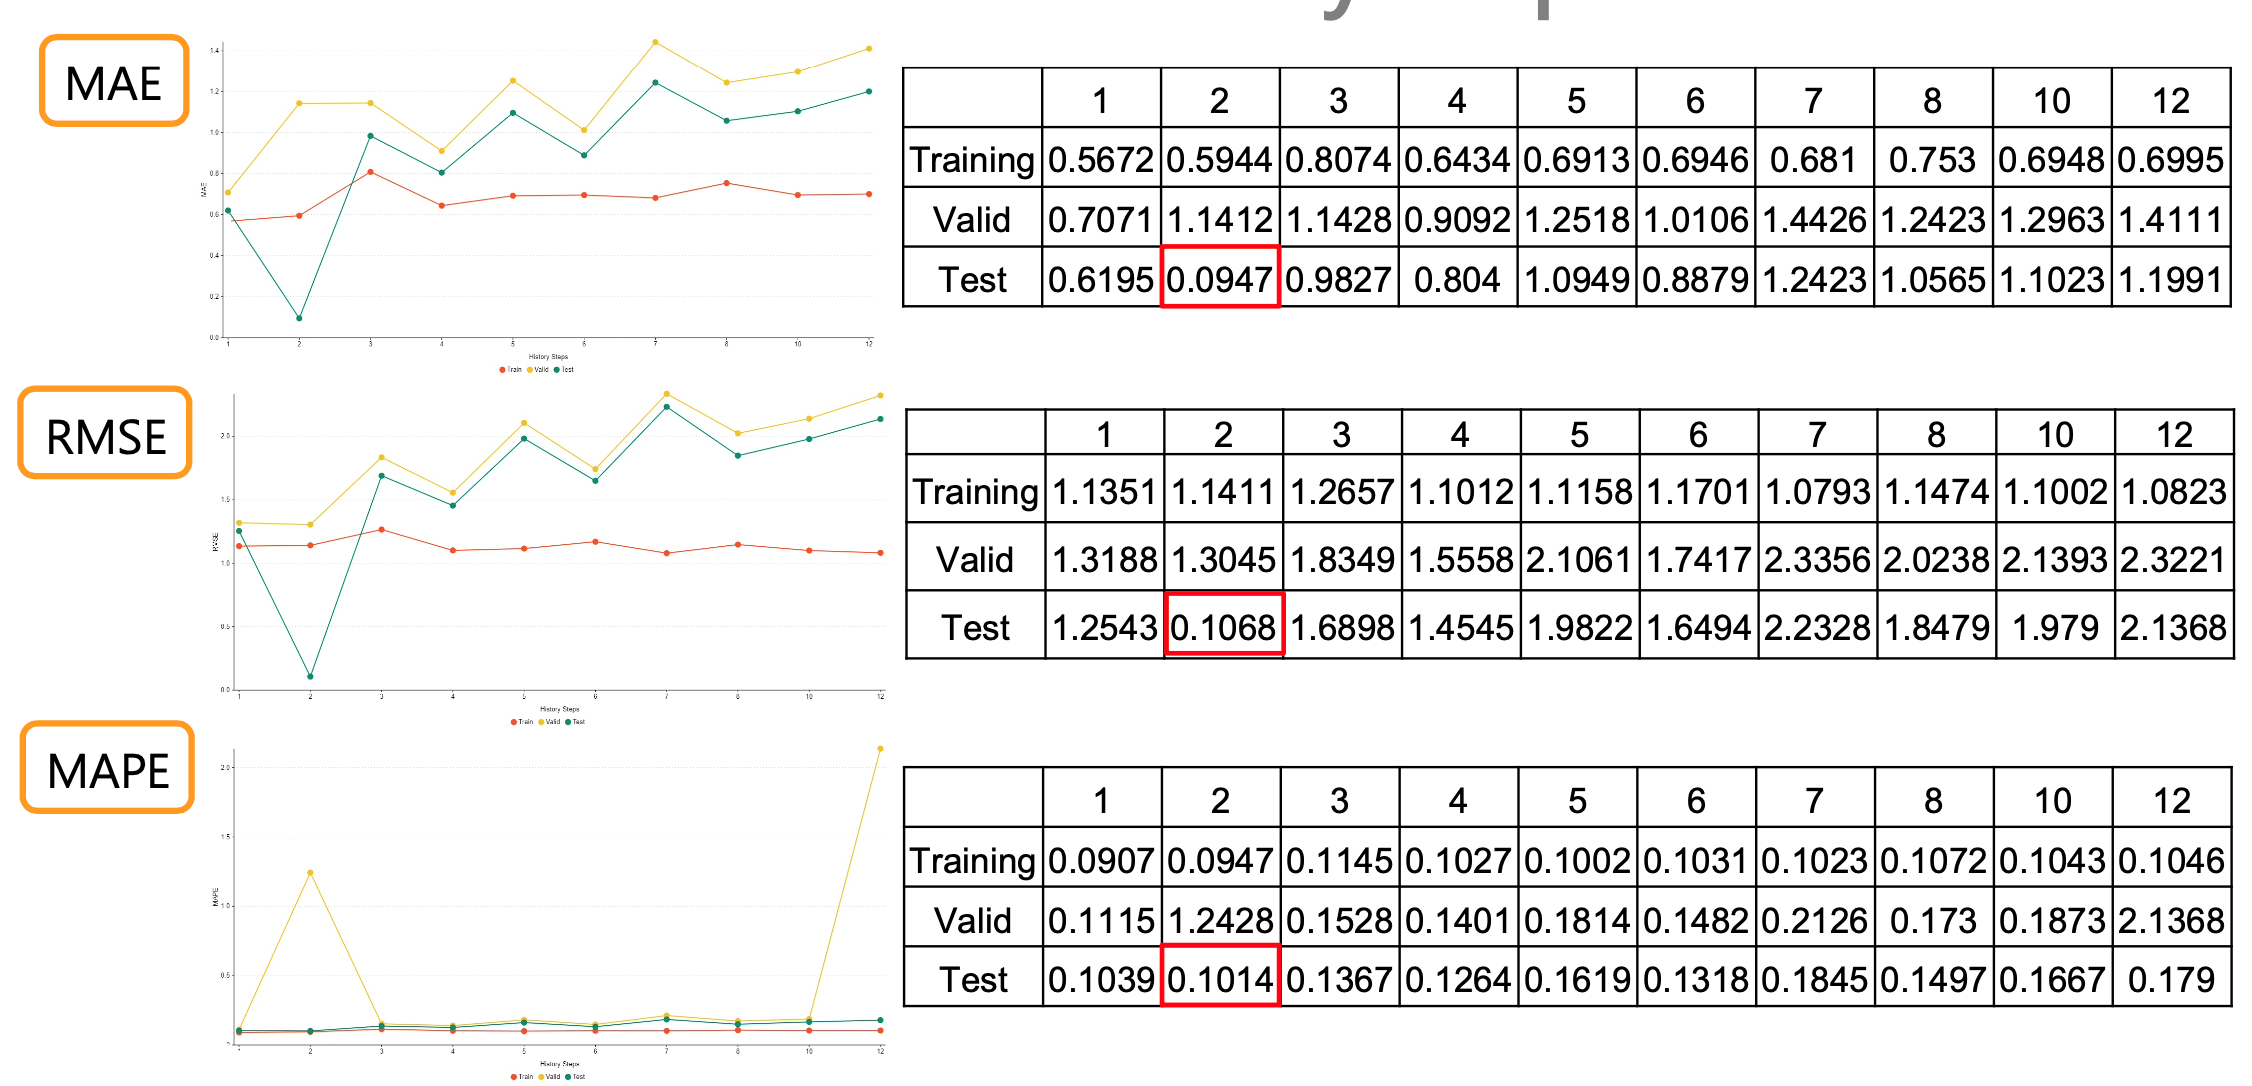 MAE
1.4
1.2
1.0
0.8
0.6
0.4
0.2
0.0
MAE
1 2 3 4 5 6 7 8 10 12
History Steps
Train Valid Test
1 2 3 4 5 6 7 8 10 12
Training 0.5672 0.5944 0.8074 0.6434 0.6913 0.6946 0.681 0.753 0.6948 0.6995
Valid 0.7071 1.1412 1.1428 0.9092 1.2518 1.0106 1.4426 1.2423 1.2963 1.4111
Test 0.6195 0.0947 0.9827 0.804 1.0949 0.8879 1.2423 1.0565 1.1023 1.1991
RMSE
2.0
1.5
1.0
0.5
0.0
RMSE
1 2 3 4 5 6 7 8 10 12
History Steps
Train Valid Test
1 2 3 4 5 6 7 8 10 12
Training 1.1351 1.1411 1.2657 1.1012 1.1158 1.1701 1.0793 1.1474 1.1002 1.0823
Valid 1.3188 1.3045 1.8349 1.5558 2.1061 1.7417 2.3356 2.0238 2.1393 2.3221
Test 1.2543 0.1068 1.6898 1.4545 1.9822 1.6494 2.2328 1.8479 1.979 2.1368
MAPE
2.0
1.5
1.0
0.5
MAPE
2 3 4 5 6 7 8 10 12
History Steps
Train Valid Test
1 2 3 4 5 6 7 8 10 12
Training 0.0907 0.0947 0.1145 0.1027 0.1002 0.1031 0.1023 0.1072 0.1043 0.1046
Valid 0.1115 1.2428 0.1528 0.1401 0.1814 0.1482 0.2126 0.173 0.1873 2.1368
Test 0.1039 0.1014 0.1367 0.1264 0.1619 0.1318 0.1845 0.1497 0.1667 0.179